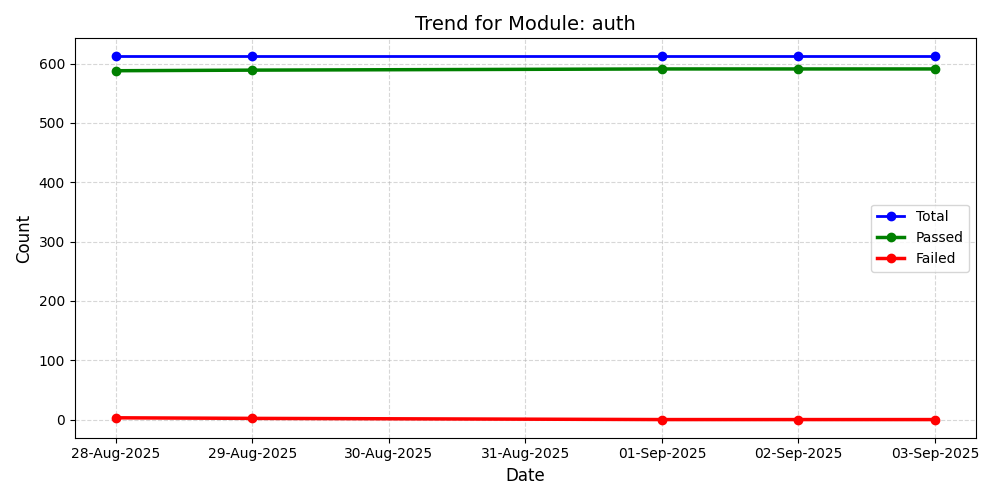 Trend for Module: auth
600
500
400
300
200
100
0
Count
Total
Passed
Failed
28-Aug-2025 29-Aug-2025 30-Aug-2025 31-Aug-2025 01-Sep-2025 02-Sep-2025 03-Sep-2025
Date